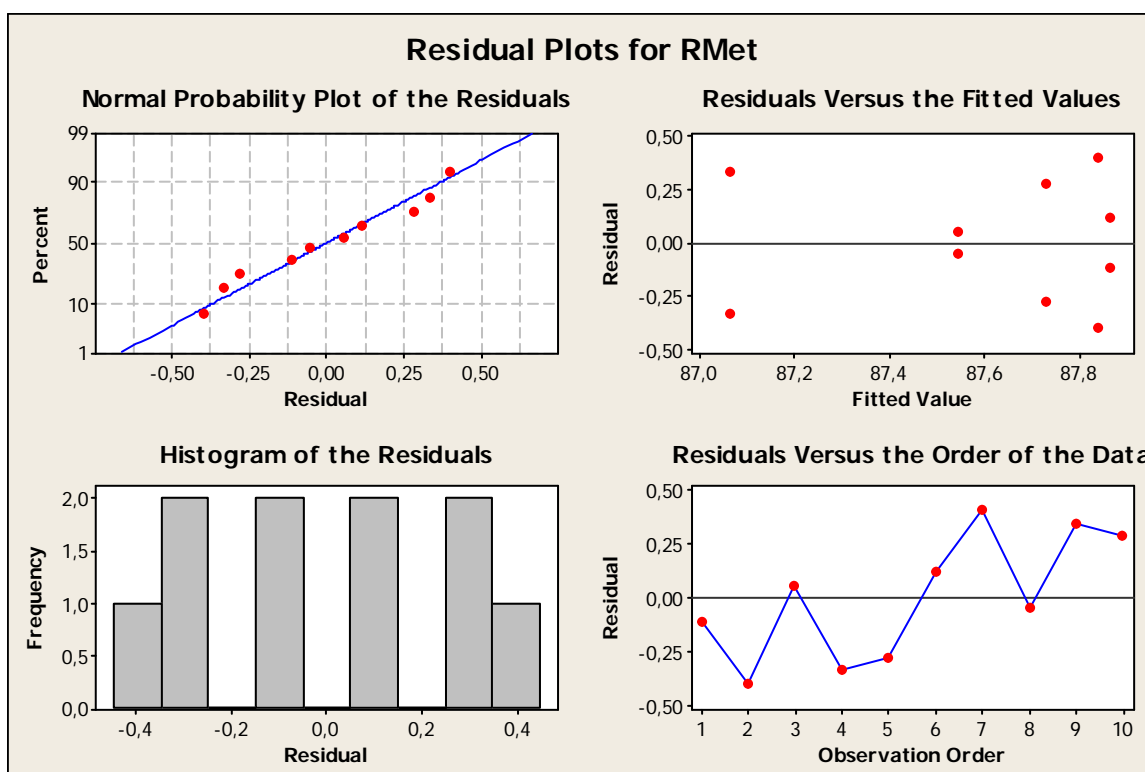 Residual Plots for RMet
Normal Probability Plot of the Residuals
99
90
50
10
1
Percent
-0,50 -0,25 0,00 0,25 0,50
Residual
Residuals Versus the Fitted Values
0,50
0,25
0,00
-0,25
-0,50
Residual
87,0 87,2 87,4 87,6 87,8
Fitted Value
Histogram of the Residuals
2,0
1,5
1,0
0,5
0,0
Frequency
-0,4 -0,2 0,0 0,2 0,4
Residual
Residuals Versus the Order of the Data
0,50
0,25
0,00
-0,25
-0,50
Residual
1 2 3 4 5 6 7 8 9 10
Observation Order